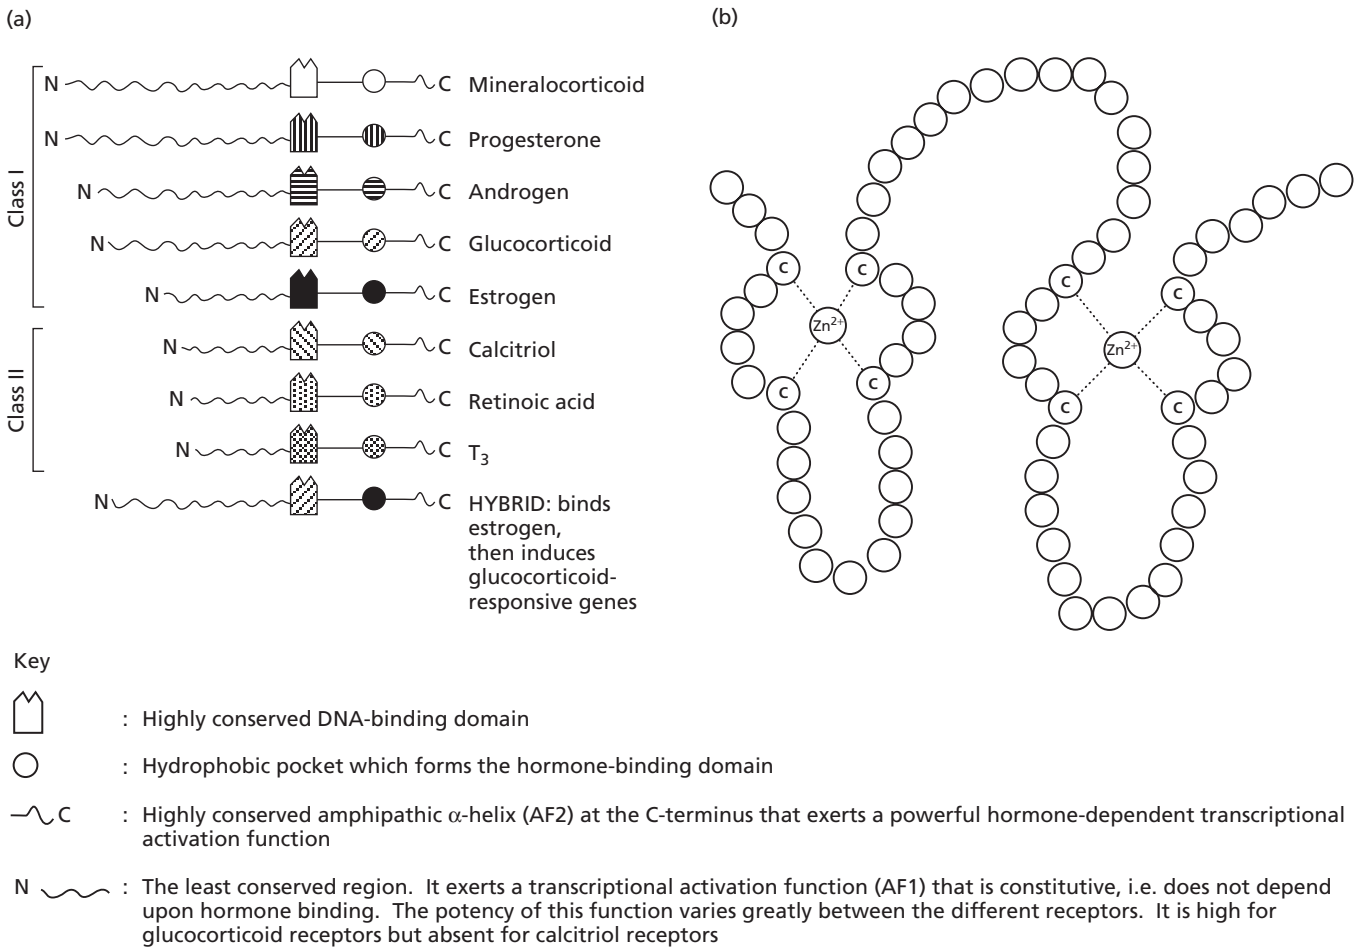 (a)
(b)
Class I
N C Mineralocorticoid
N C Progesterone
N C Androgen
N C Glucocorticoid
N C Estrogen
Class II
N C Calcitriol
N C Retinoic acid
N C T₃
N C HYBRID: binds
estrogen,
then induces
glucocorticoid-
responsive genes
C C
Zn²⁺
C C
C C
Zn²⁺
C C
Key
: Highly conserved DNA-binding domain
: Hydrophobic pocket which forms the hormone-binding domain
C : Highly conserved amphipathic α-helix (AF2) at the C-terminus that exerts a powerful hormone-dependent transcriptional
activation function
N : The least conserved region. It exerts a transcriptional activation function (AF1) that is constitutive, i.e. does not depend
upon hormone binding. The potency of this function varies greatly between the different receptors. It is high for
glucocorticoid receptors but absent for calcitriol receptors